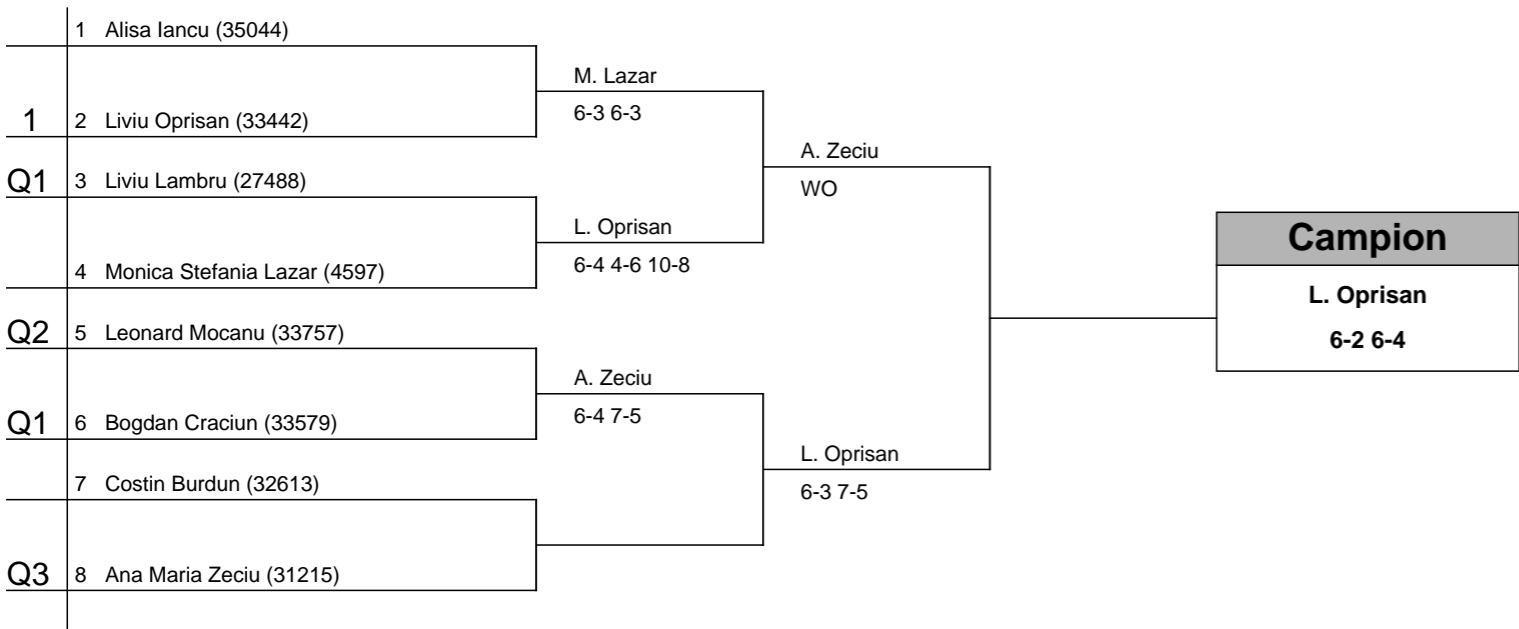 1 Alisa Iancu (35044)
M. Lazar
6-3 6-3
1 2 Liviu Oprisan (33442)
A. Zeciu
WO
Q1 3 Liviu Lambru (27488)
L. Oprisan
6-4 4-6 10-8
4 Monica Stefania Lazar (4597)
Campion
L. Oprisan
6-2 6-4
Q2 5 Leonard Mocanu (33757)
A. Zeciu
6-4 7-5
Q1 6 Bogdan Craciun (33579)
L. Oprisan
6-3 7-5
7 Costin Burdun (32613)
Q3 8 Ana Maria Zeciu (31215)